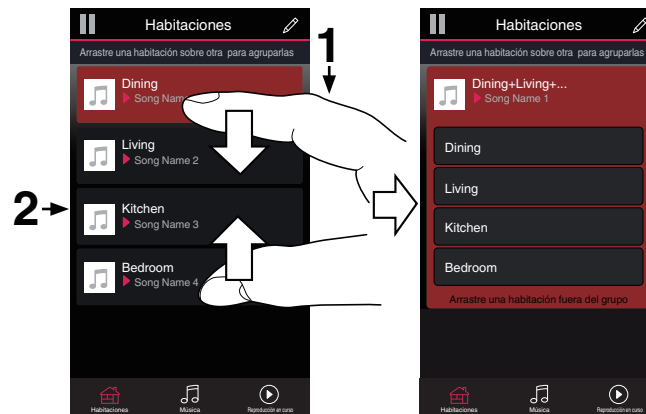 Habitaciones
Arrastre una habitación sobre otra para agruparlas
1
Dining
Song Nam
Living
Song Name 2
2
Kitchen
Song Name 3
Bedroom
Song Name 4
Habitaciones
Música
Reproducción en curso
Habitaciones
Arrastre una habitación sobre otra para agruparlas
Dining+Living+...
Song Name 1
Dining
Living
Kitchen
Bedroom
Arrastre una habitación fuera del grupo
Habitaciones
Música
Reproducción en curso